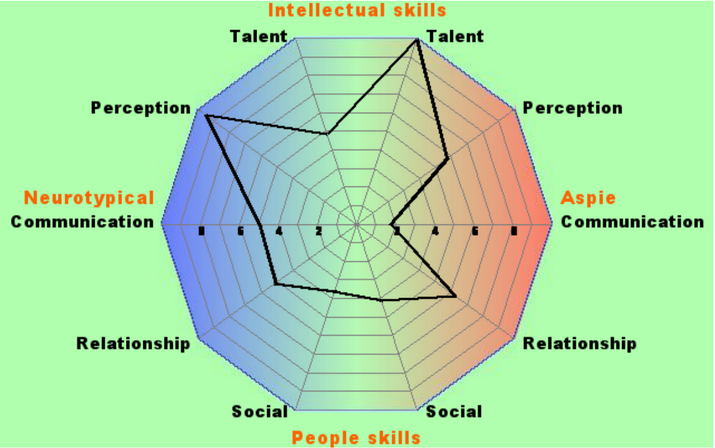 Intellectual skills
Talent Talent
Perception Perception
Neurotypical Aspie
Communication 8 6 4 2 2 4 6 8 Communication
Relationship Relationship
Social Social
People skills